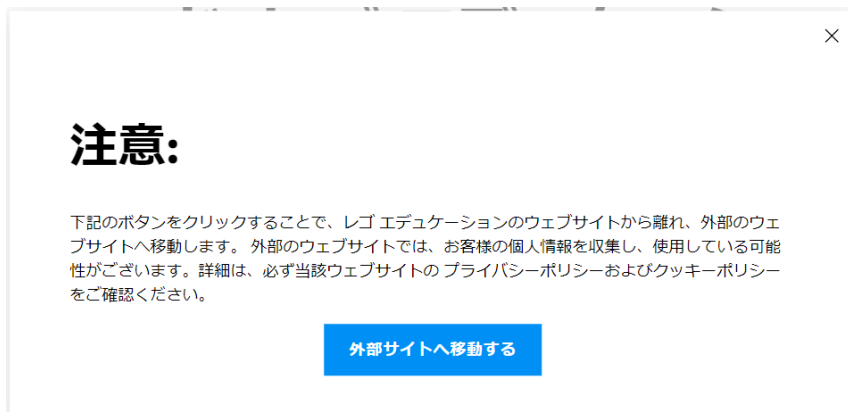 注意:
下記のボタンをクリックすることで、レゴ エデュケーションのウェブサイトから離れ、外部のウェ
ブサイトへ移動します。 外部のウェブサイトでは、お客様の個人情報を収集し、使用している可能
性がございます。詳細は、必ず当該ウェブサイトの プライバシーポリシーおよびクッキーポリシー
をご確認ください。
外部サイトへ移動する